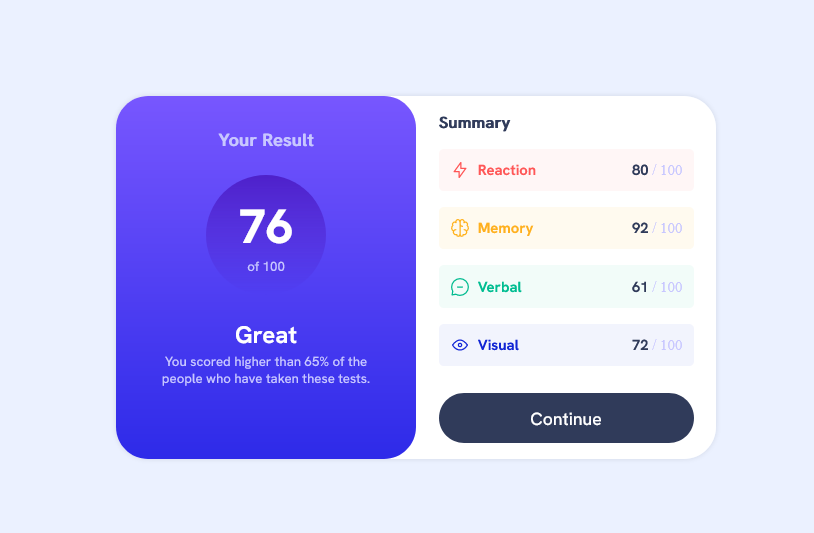 Your Result
76
of 100
Great
You scored higher than 65% of the
people who have taken these tests.
Summary
Reaction 80 / 100
Memory 92 / 100
Verbal 61 / 100
Visual 72 / 100
Continue